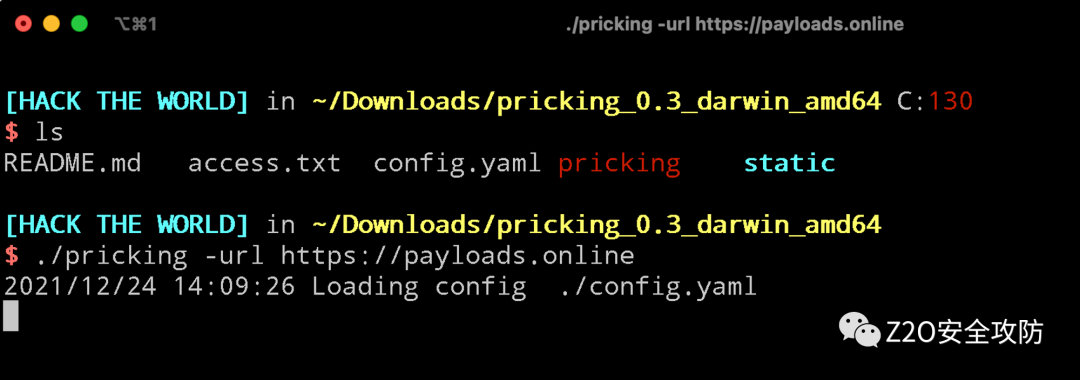 ⌥⌘1 ./pricking -url https://payloads.online
[HACK THE WORLD] in ~/Downloads/pricking_0.3_darwin_amd64 C:130
$ ls
README.md access.txt config.yaml pricking static
[HACK THE WORLD] in ~/Downloads/pricking_0.3_darwin_amd64
$ ./pricking -url https://payloads.online
2021/12/24 14:09:26 Loading config ./config.yaml
Z2O安全攻防